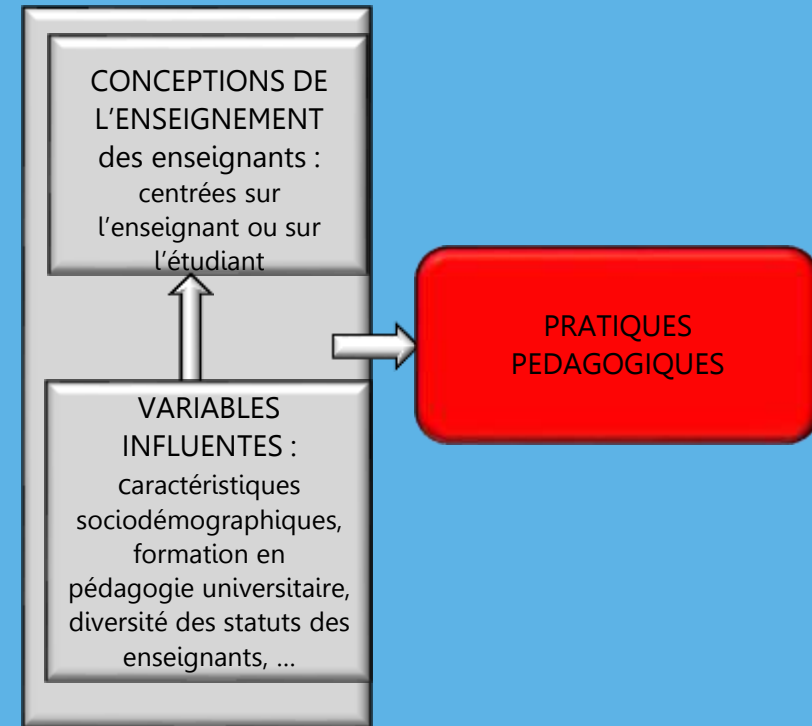 CONCEPTIONS DE
L’ENSEIGNEMENT
des enseignants :
centrées sur
l’enseignant ou sur
l’étudiant
PRATIQUES
PEDAGOGIQUES
VARIABLES
INFLUENTES :
caractéristiques
sociodémographiques,
formation en
pédagogie universitaire,
diversité des statuts des
enseignants, ...